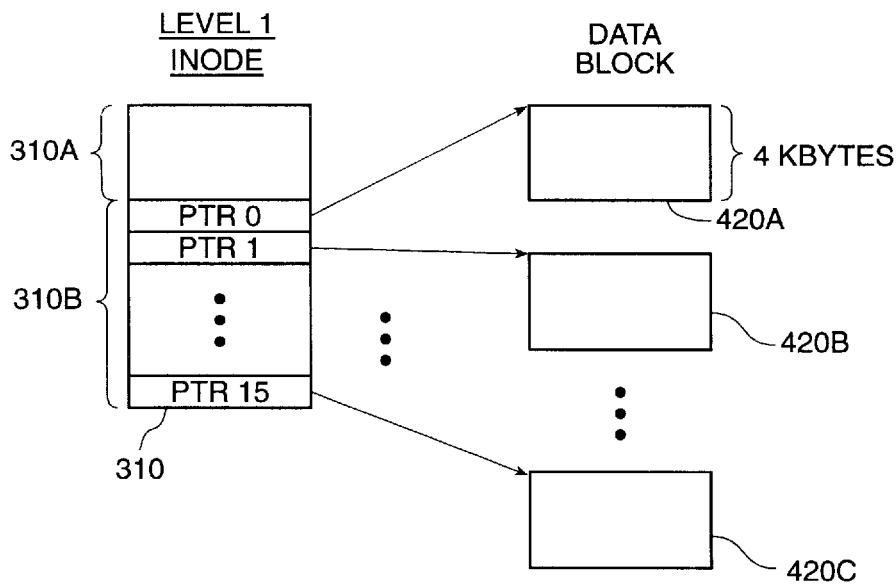 LEVEL 1
INODE
DATA
BLOCK
310A
4 KBYTES
PTR 0
420A
PTR 1
310B
420B
PTR 15
310
420C